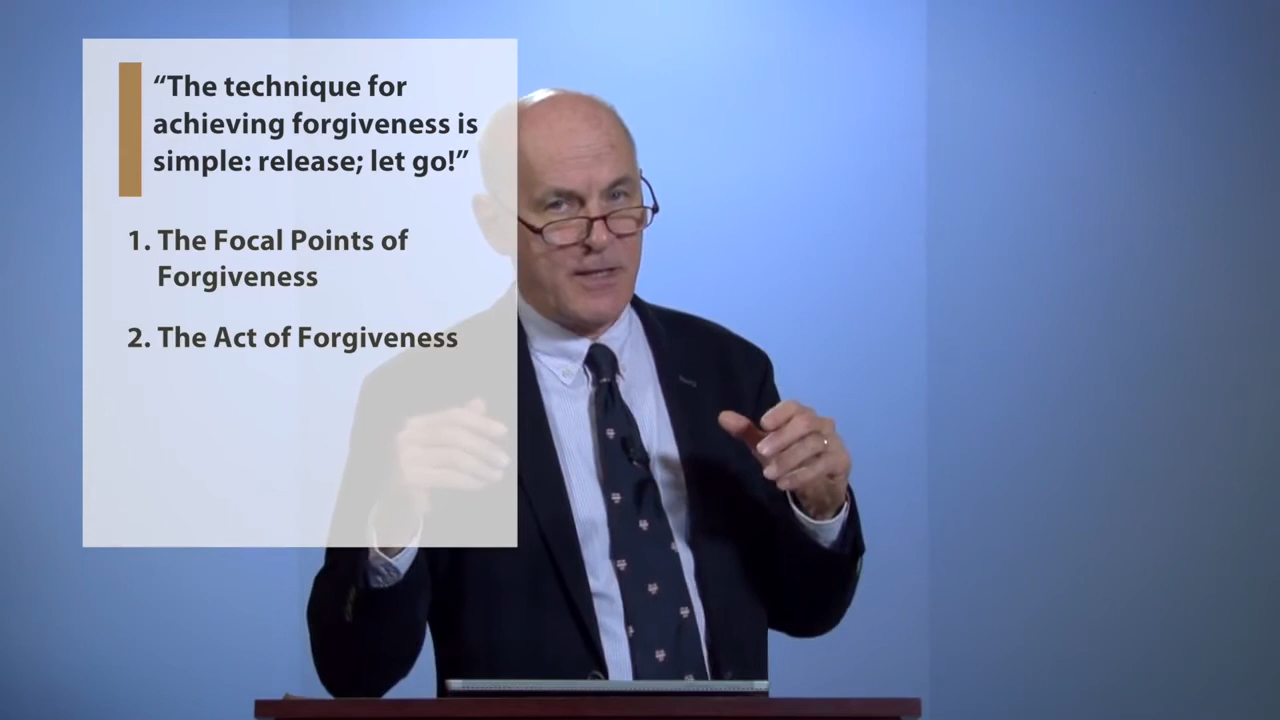 “The technique for
achieving forgiveness is
simple: release; let go!”
1. The Focal Points of
Forgiveness
2. The Act of Forgiveness